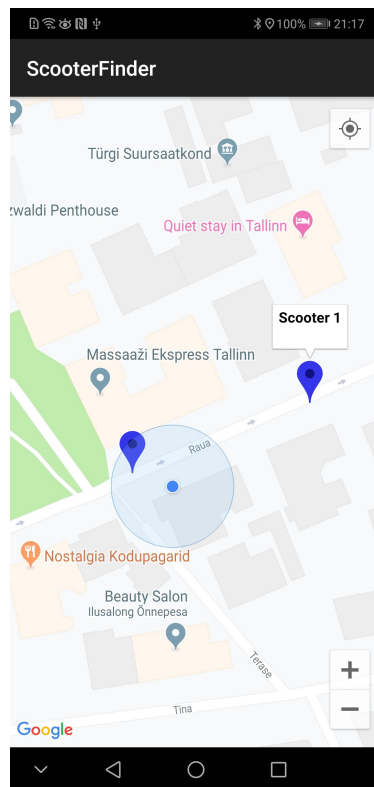 100% 21:17
ScooterFinder
Türgi Suursaatkond
zwaldi Penthouse
Quiet stay in Tallinn
Scooter 1
Massaaži Ekspress Tallinn
Raua
Nostalgia Kodupagarid
Beauty Salon
Ilusalong Õnnepesa
Terase
Tina
Google